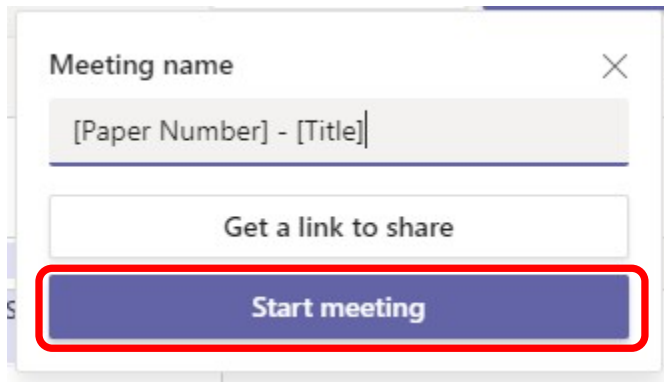 Meeting name
[Paper Number] - [Title]
Get a link to share
Start meeting
S